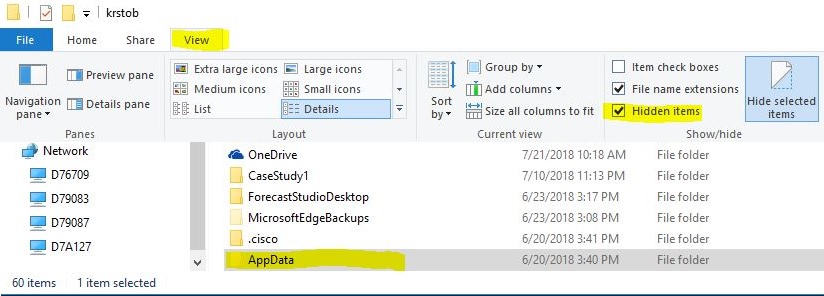 krstob
File Home Share View
Navigation pane
Preview pane
Details pane
Panes
Extra large icons Large icons
Medium icons Small icons
List Details
Layout
Sort by
Group by
Add columns
Size all columns to fit
Current view
Item check boxes
File name extensions
Hidden items
Hide selected items
Show/hide
Network
D76709
D79083
D79087
D7A127
OneDrive 7/21/2018 10:18 AM File folder
CaseStudy1 7/10/2018 11:13 PM File folder
ForecastStudioDesktop 6/23/2018 3:17 PM File folder
MicrosoftEdgeBackups 6/23/2018 3:08 PM File folder
.cisco 6/20/2018 3:41 PM File folder
AppData 6/20/2018 3:40 PM File folder
60 items 1 item selected